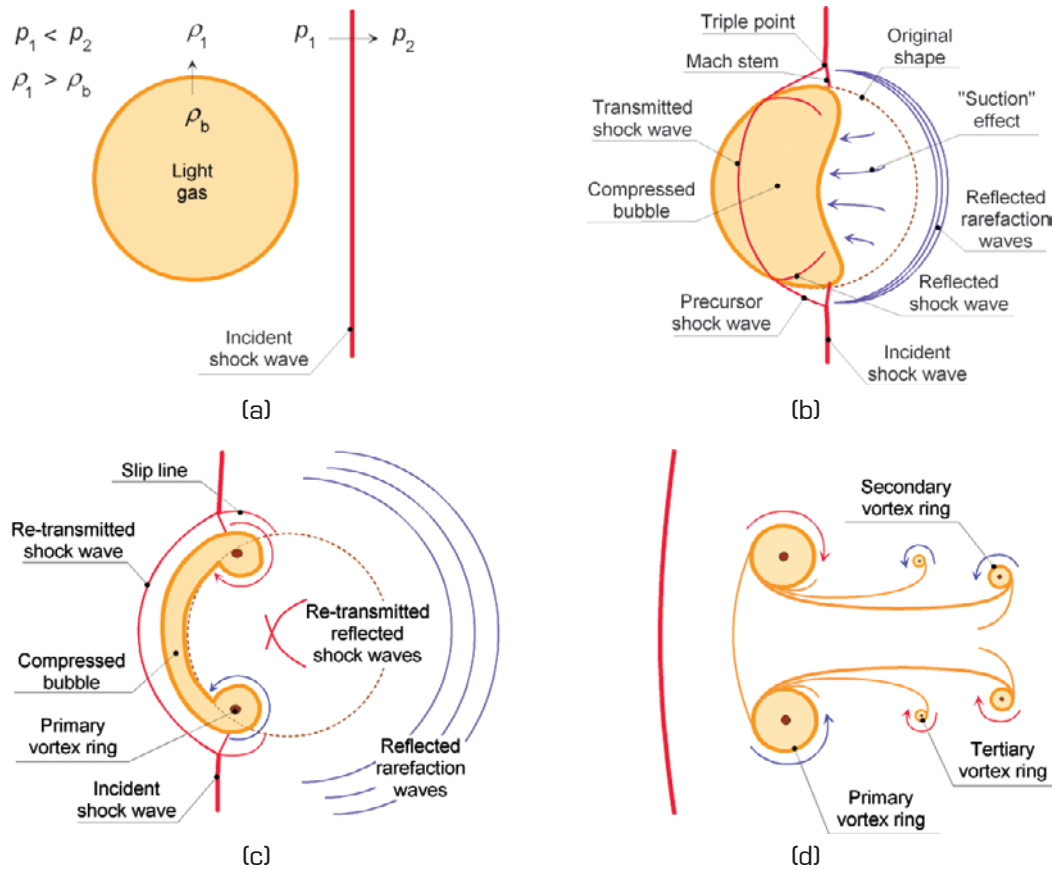 p₁ < p₂
ρ₁ > ρb
ρ₁
ρb
Light
gas
p₁
p₂
Incident
shock wave
(a)
Triple point
Mach stem
Transmitted
shock wave
Compressed
bubble
Precursor
shock wave
Original
shape
"Suction"
effect
Reflected
rarefaction
waves
Reflected
shock wave
Incident
shock wave
(b)
Slip line
Re-transmitted
shock wave
Re-transmitted
reflected
shock waves
Compressed
bubble
Primary
vortex ring
Incident
shock wave
Reflected
rarefaction
waves
(c)
Secondary
vortex ring
Tertiary
vortex ring
Primary
vortex ring
(d)